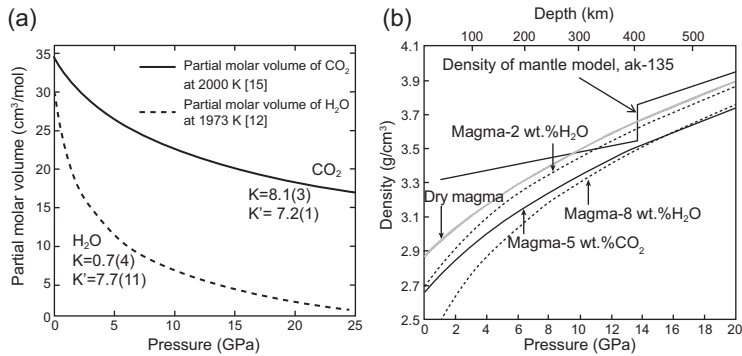 (a)
Partial molar volume (cm³/mol)
35
30
25
20
15
10
5
0
Partial molar volume of CO₂
at 2000 K [15]
Partial molar volume of H₂O
at 1973 K [12]
CO₂
K=8.1(3)
K'= 7.2(1)
H₂O
K=0.7(4)
K'=7.7(11)
0 5 10 15 20 25
Pressure (GPa)
(b)
Depth (km)
100 200 300 400 500
Density (g/cm³)
4.1
3.9
3.7
3.5
3.3
3.1
2.9
2.7
2.5
Density of mantle model, ak-135
Magma-2 wt.%H₂O
Dry magma
Magma-8 wt.%H₂O
Magma-5 wt.%CO₂
0 2 4 6 8 10 12 14 16 18 20
Pressure (GPa)